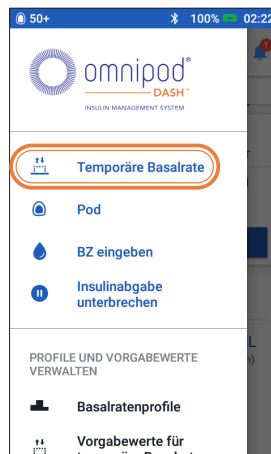 50+ 100% 02:22
omnipod®
DASH™
INSULIN MANAGEMENT SYSTEM
Temporäre Basalrate
Pod
BZ eingeben
Insulinabgabe
unterbrechen
PROFILE UND VORGABEWERTE
VERWALTEN
Basalratenprofile
Vorgabewerte für